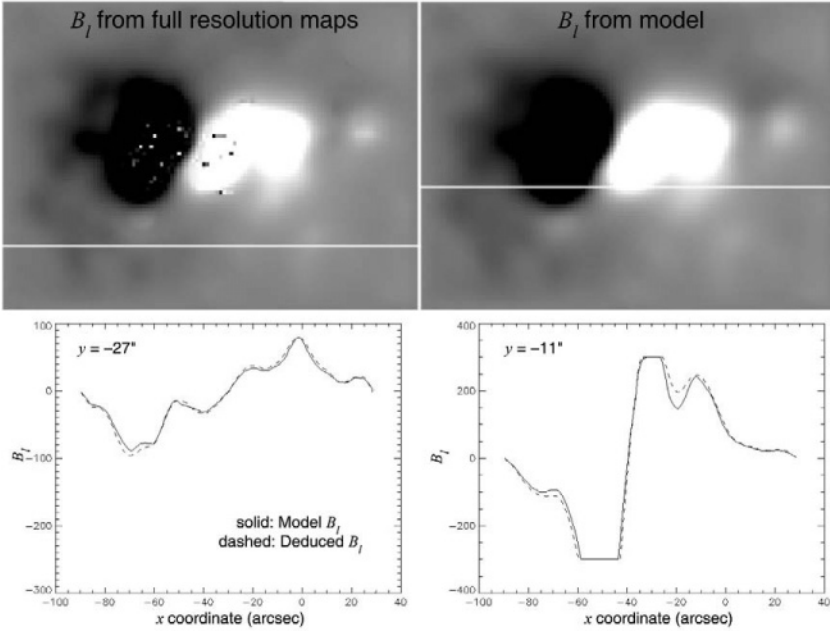 B_l from full resolution maps
B_l from model
y = −27"
y = −11"
solid: Model B_l
dashed: Deduced B_l
100
0
−100
−200
−300
B_l
−100 −80 −60 −40 −20 0 20 40
x coordinate (arcsec)
400
200
0
−200
−400
B_l
−100 −80 −60 −40 −20 0 20 40
x coordinate (arcsec)